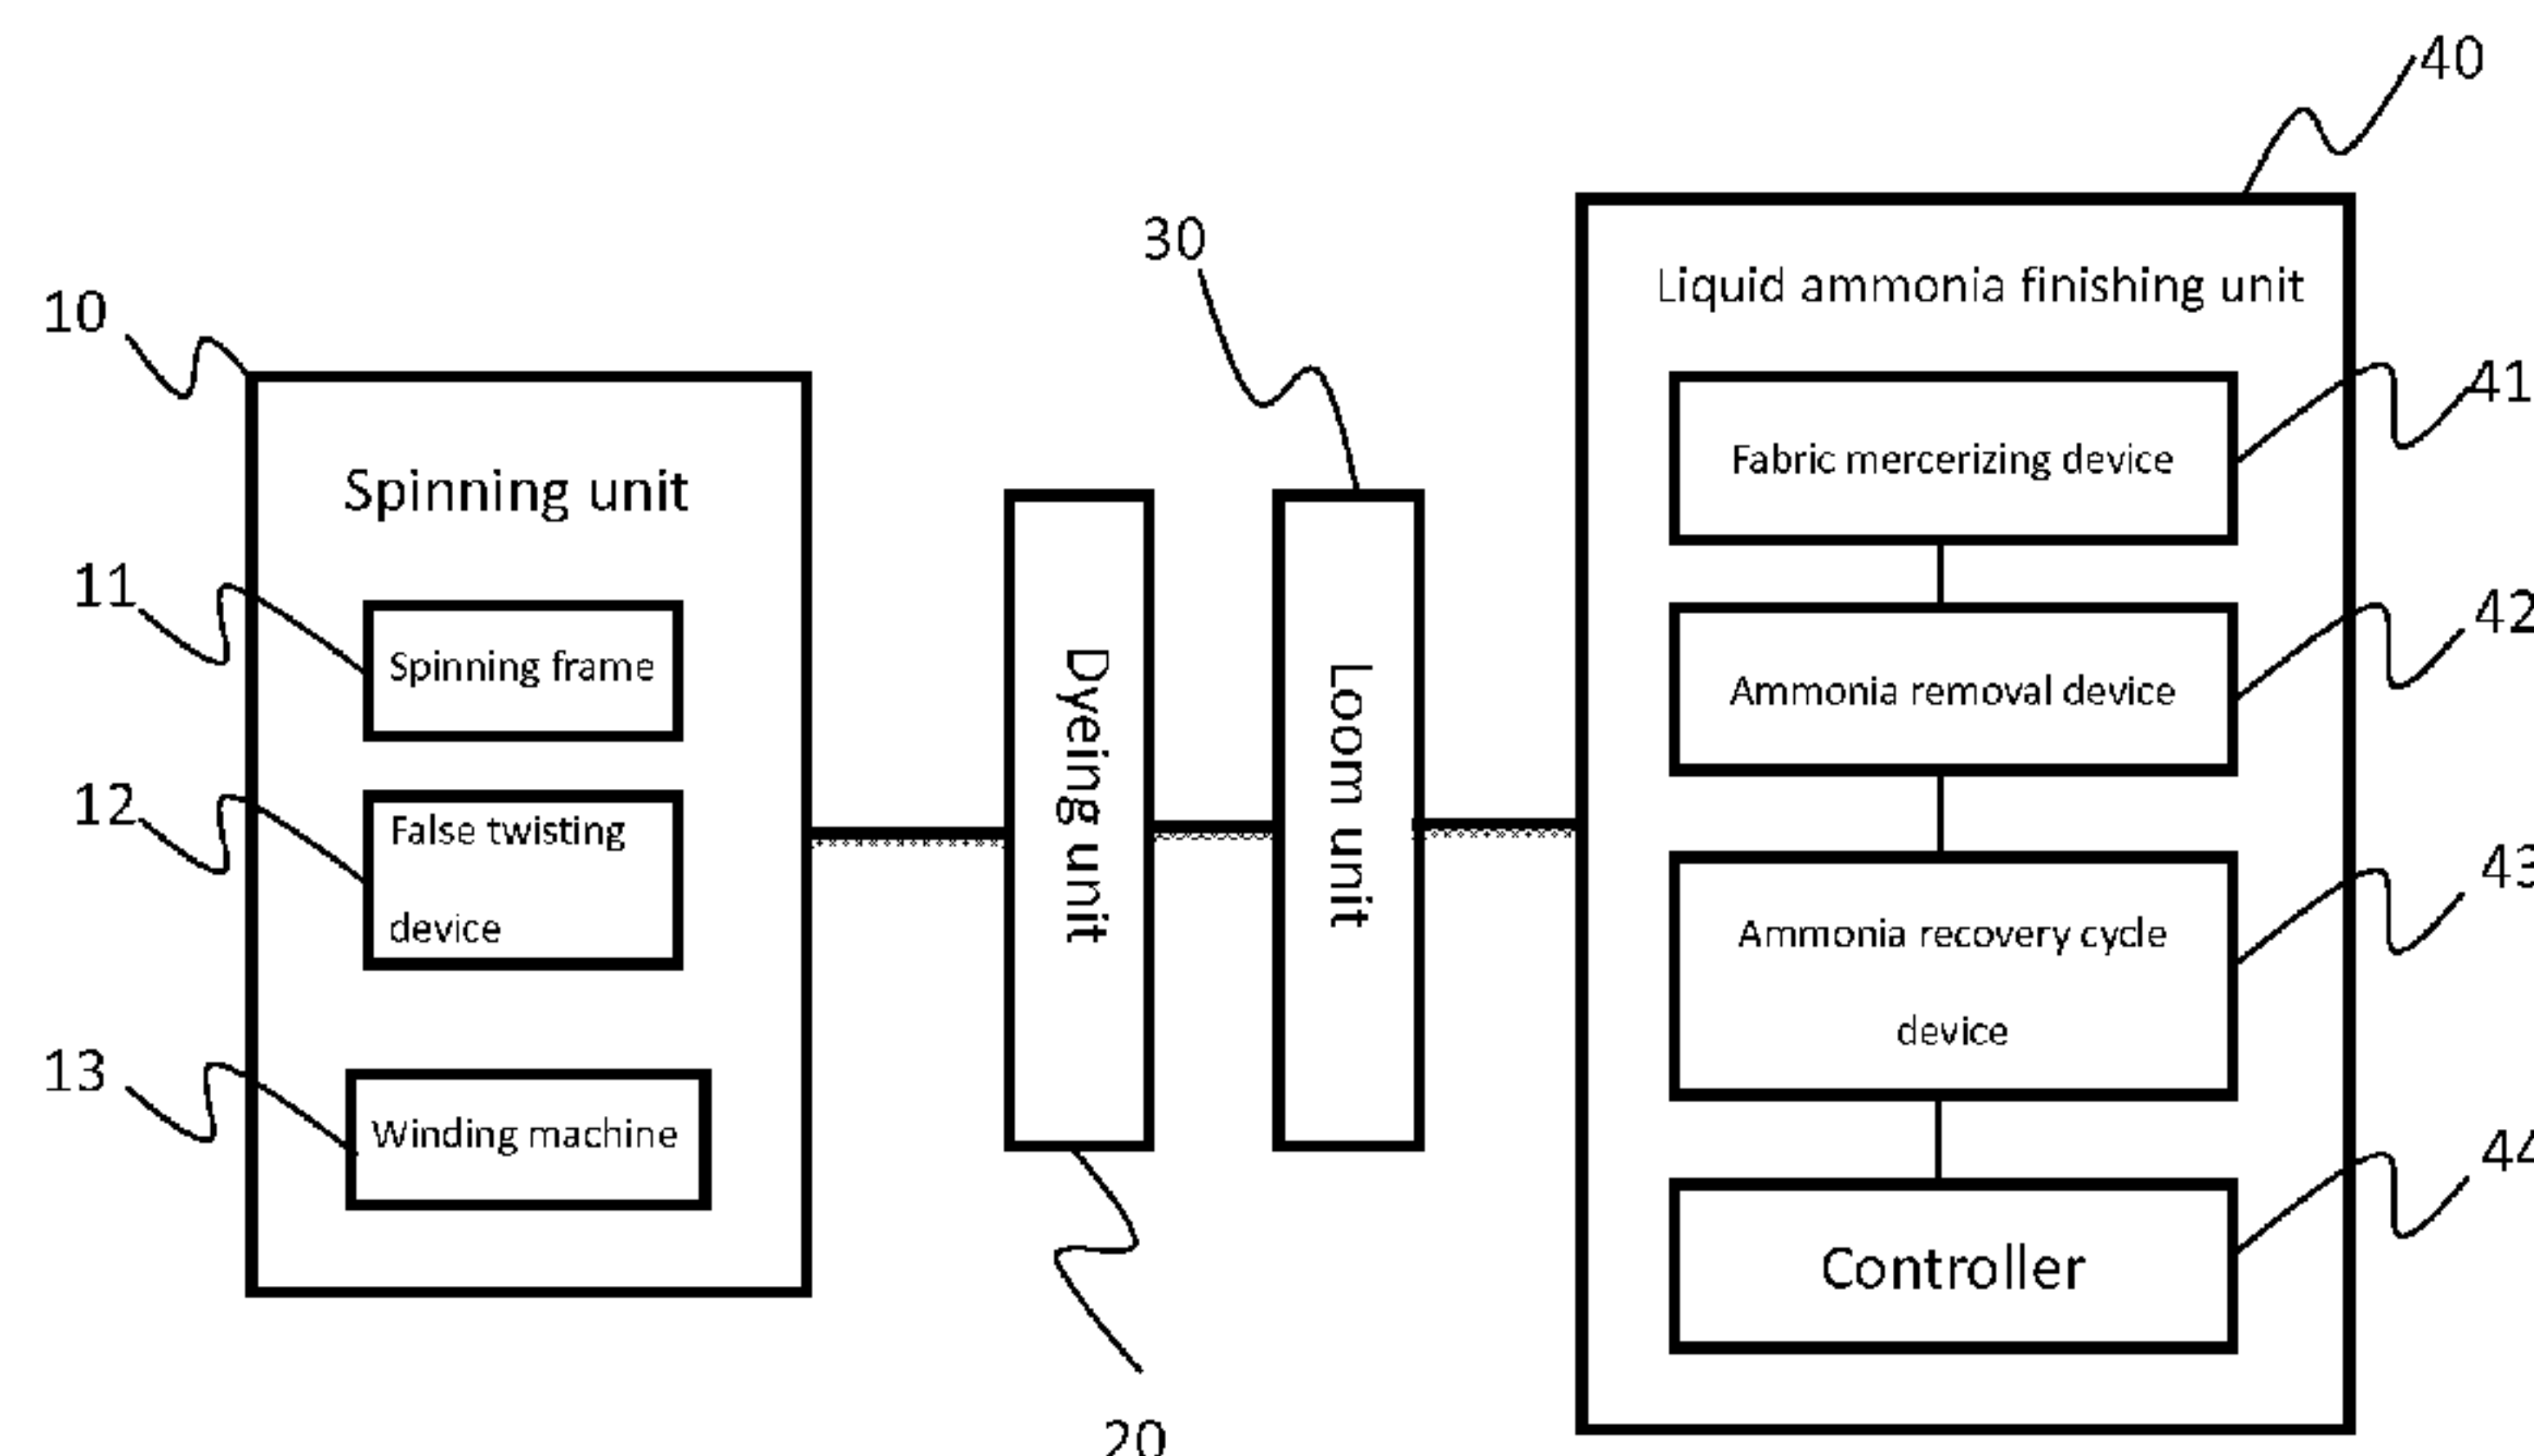 40
30
Liquid ammonia finishing unit
10
41
Fabric mercerizing device
Spinning unit
11
42
Spinning frame
Ammonia removal device
Dyeing unit
Loom unit
12
False twisting
device
43
Ammonia recovery cycle
device
13
Winding machine
44
Controller
20